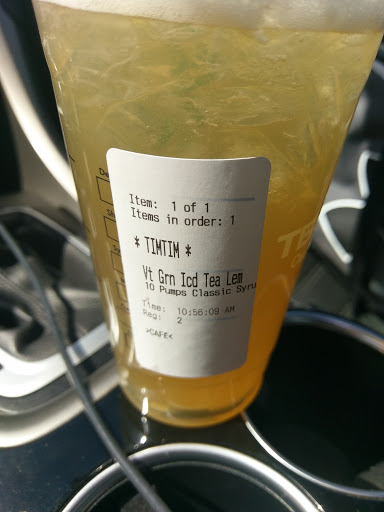 Item: 1 of 1
Items in order: 1
* TIMTIM *
Vt Grn Icd Tea Lem
10 Pumps Classic Syru
Time: 10:56:09 AM
Reg: 2
>CAFE<